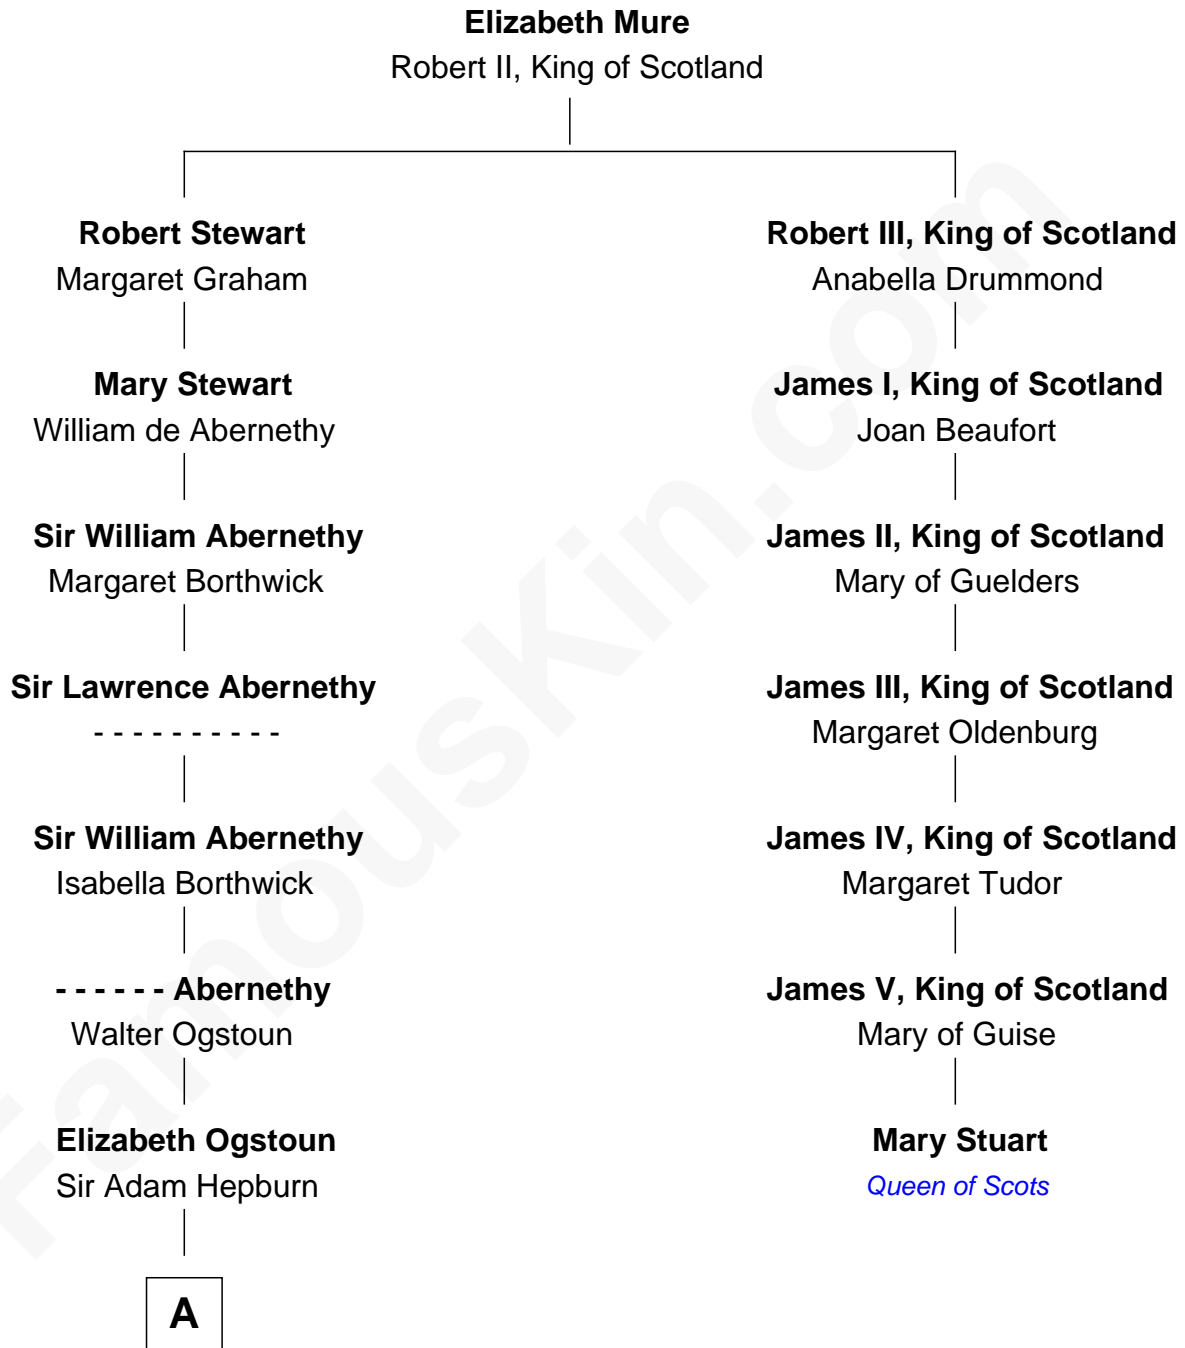 Elizabeth Mure
Robert II, King of Scotland
Robert Stewart
Margaret Graham
Robert III, King of Scotland
Anabella Drummond
Mary Stewart
William de Abernethy
James I, King of Scotland
Joan Beaufort
Sir William Abernethy
Margaret Borthwick
James II, King of Scotland
Mary of Guelders
Sir Lawrence Abernethy
- - - - - - - - - -
James III, King of Scotland
Margaret Oldenburg
Sir William Abernethy
Isabella Borthwick
James IV, King of Scotland
Margaret Tudor
- - - - - - Abernethy
Walter Ogstoun
James V, King of Scotland
Mary of Guise
Elizabeth Ogstoun
Sir Adam Hepburn
Mary Stuart
Queen of Scots
A
FamousKin.com